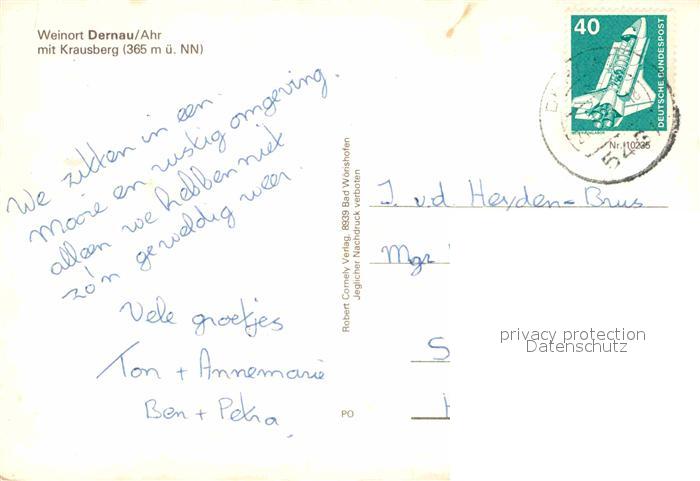 Weinort Dernau/Ahr
mit Krausberg (365 m ü. NN)
40
DEUTSCHE BUNDESPOST
Nr. 10235
We zitten in een
mooie en rustig omgeving.
alleen we hebben niet
zo'n geweldig weer.
Vele groetjes
Ton + Annemarie
Ben + Petra
Robert Cornely Verlag, 8939 Bad Wörishofen
Jeglicher Nachdruck verboten
PO
J. v.d. Heyden-Brus
Mgr
S
privacy protection
Datenschutz